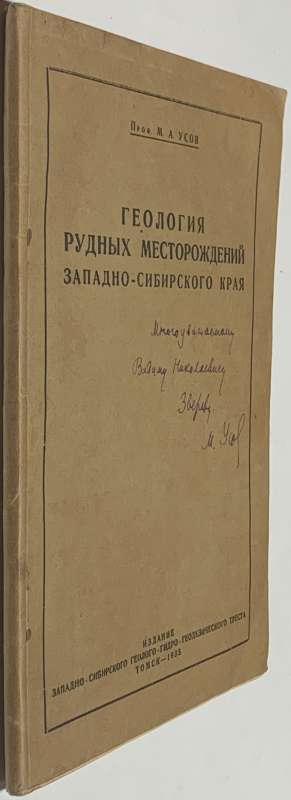 Проф. М. А. УСОВ
ГЕОЛОГИЯ
РУДНЫХ МЕСТОРОЖДЕНИЙ
ЗАПАДНО-СИБИРСКОГО КРАЯ
Многоуважаемому
Вадиму Николаевичу
Звереву
М. Усов
ИЗДАНИЕ
ЗАПАДНО-СИБИРСКОГО ГЕОЛОГО-ГИДРО-ГЕОДЕЗИЧЕСКОГО ТРЕСТА
ТОМСК—1935